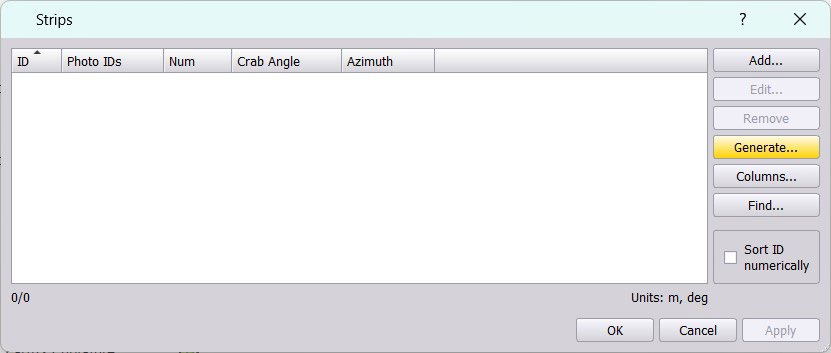 Strips
?
ID Photo IDs Num Crab Angle Azimuth
Add...
Edit...
Remove
Generate...
Columns...
Find...
Sort ID
numerically
0/0 Units: m, deg
OK Cancel Apply